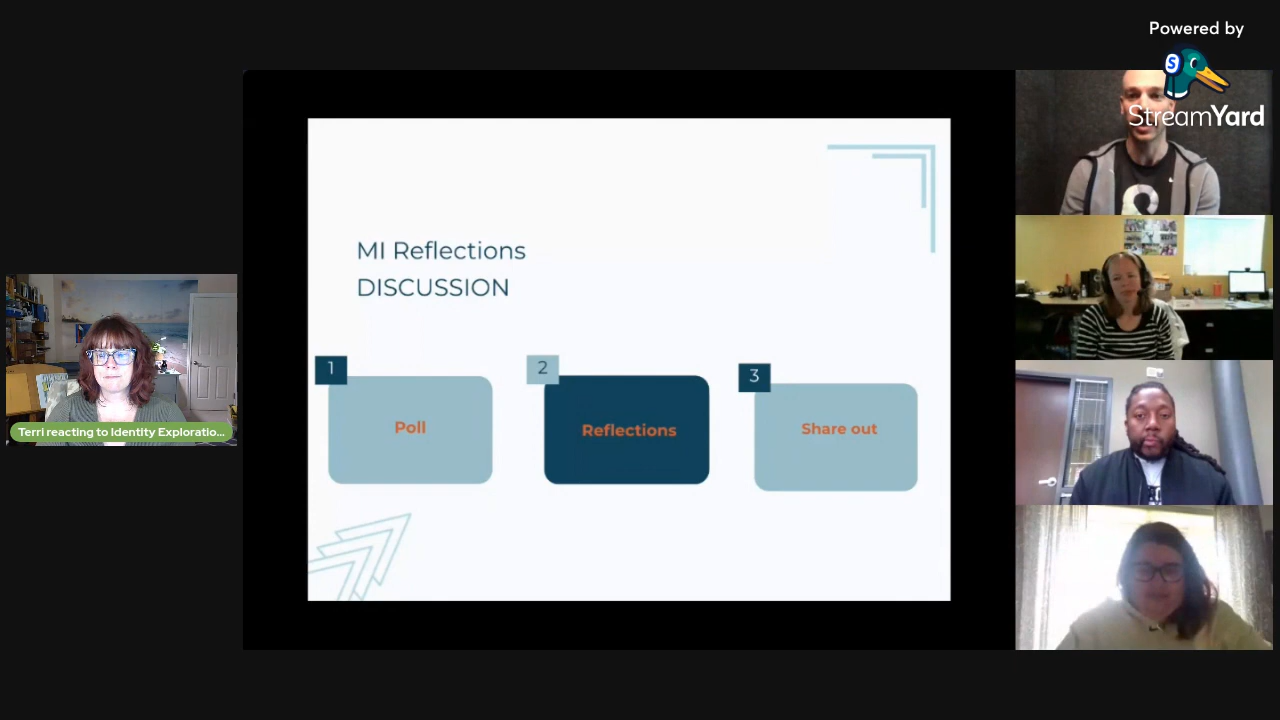 Powered by
S
StreamYard
MI Reflections
DISCUSSION
1
2
3
Poll
Reflections
Share out
Terri reacting to Identity Exploratio...